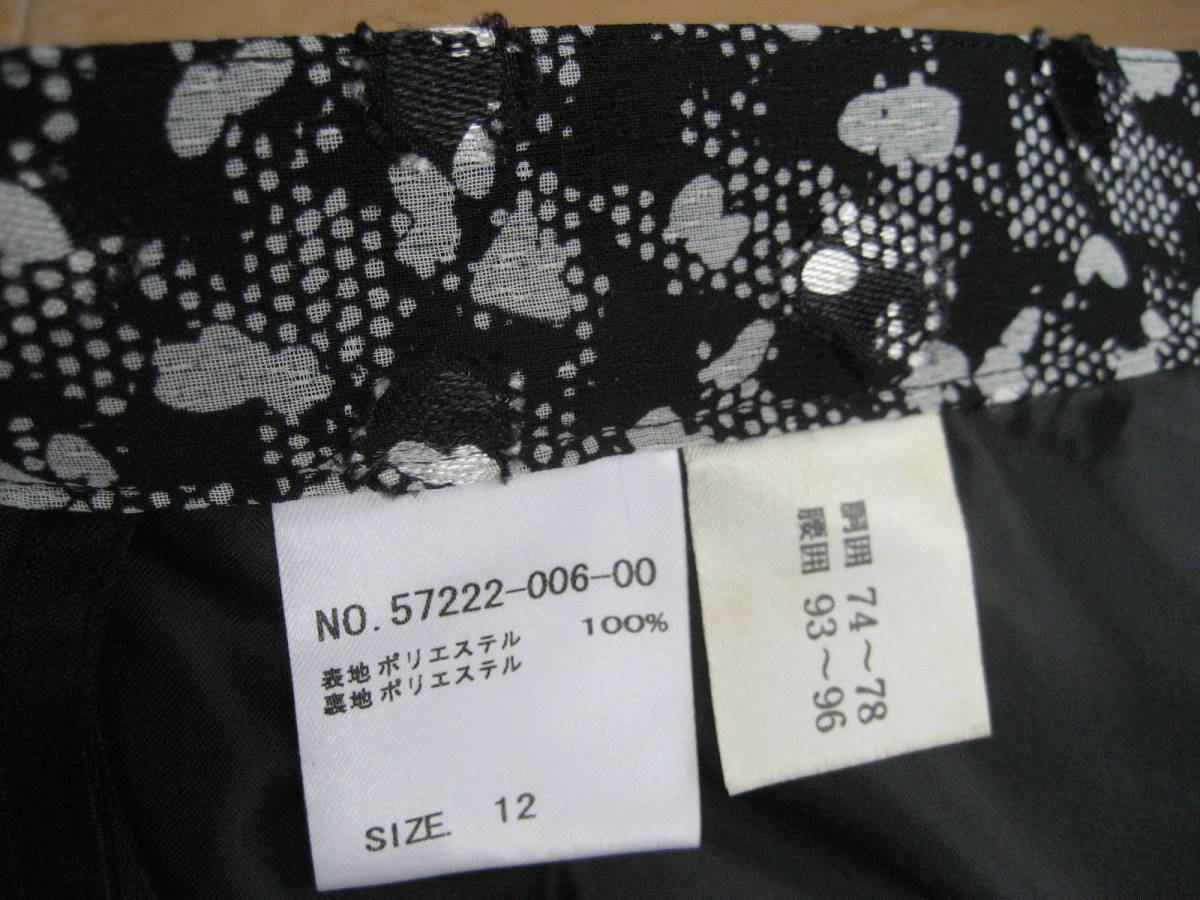 NO. 57222-006-00
表地 ポリエステル 100%
裏地 ポリエステル
SIZE. 12
胴囲 74～78
腰囲 93～96